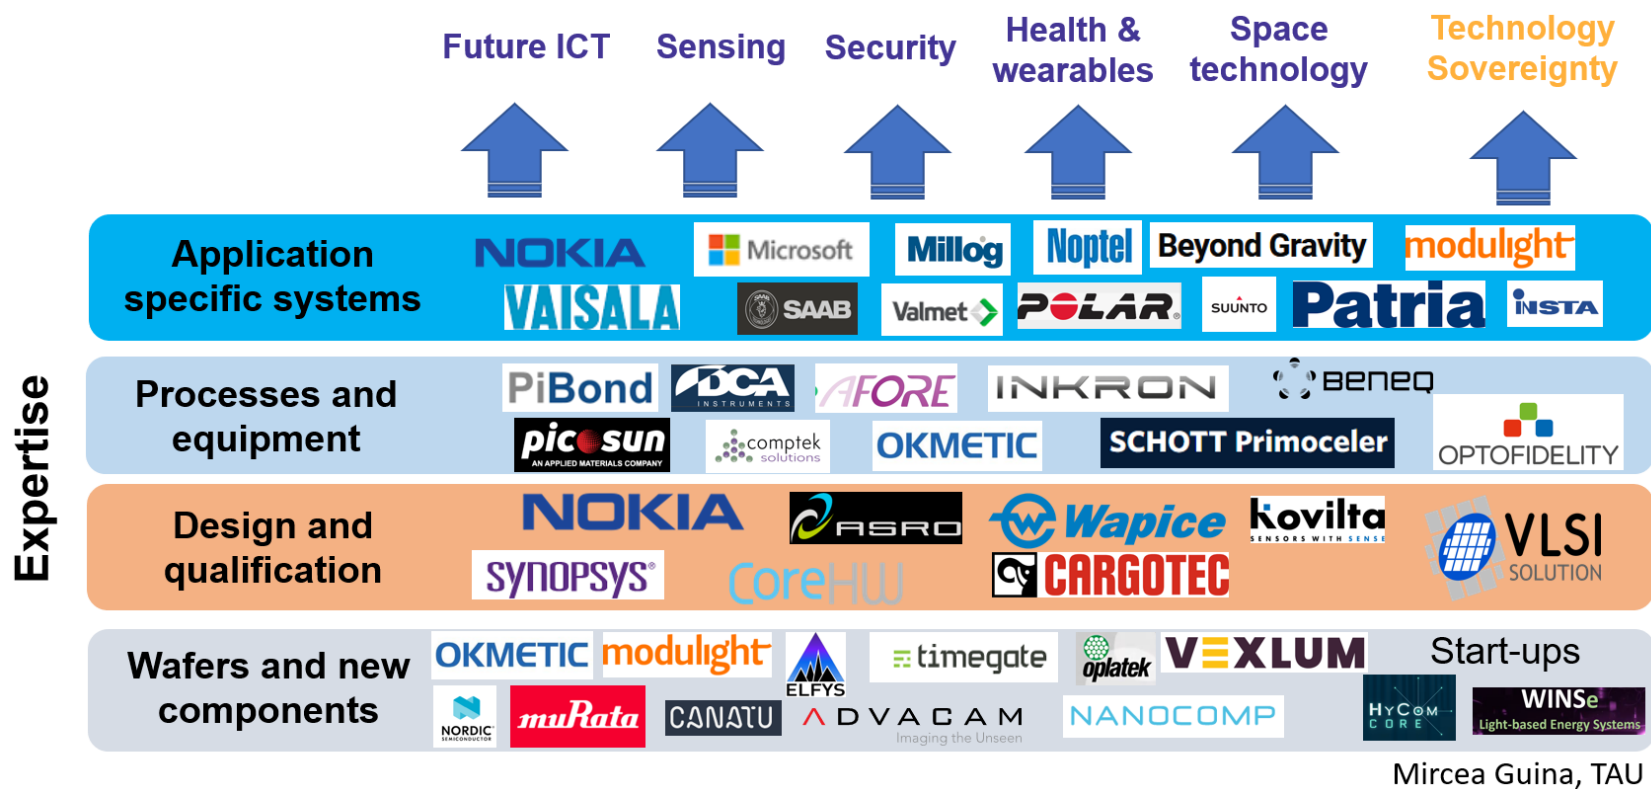 Future ICT
Sensing
Security
Health &
wearables
Space
technology
Technology
Sovereignty
Expertise
Application
specific systems
NOKIA
Microsoft
Millog
Noptel
Beyond Gravity
modulight
VAISALA
SAAB
Valmet
POLAR
SUUNTO
Patria
INSTA
Processes and
equipment
PiBond
DCA
INSTRUMENTS
AFORE
INKRON
BENEQ
picosun
AN APPLIED MATERIALS COMPANY
comptek
solutions
OKMETIC
SCHOTT Primoceler
OPTOFIDELITY
Design and
qualification
NOKIA
ASRO
Wapice
Kovilta
SENSORS WITH SENSE
VLSI
SOLUTION
SYNOPSYS®
CoreHW
CARGOTEC
Wafers and new
components
OKMETIC
modulight
ELFYS
timegate
oplatek
VEXLUM
Start-ups
NORDIC
SEMICONDUCTOR
muRata
CANATU
ADVACAM
Imaging the Unseen
NANOCOMP
HYCOM
CORE
WINSe
Light-based Energy Systems
Mircea Guina, TAU